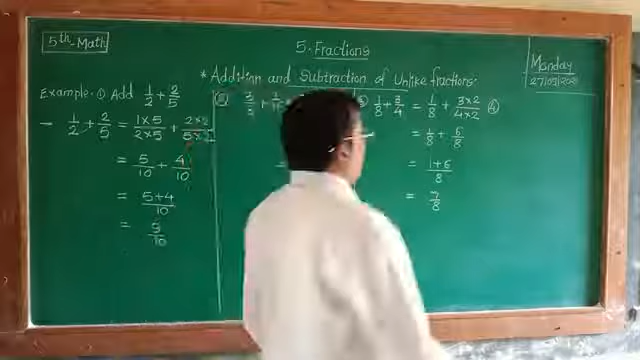 5th-Math
5. Fractions
Monday
* Addition and Subtraction of Unlike fractions:
Example: ① Add 1/2 + 2/5
→ 1/2 + 2/5 = 1×5/2×5 + 2×2/5×2
= 5/10 + 4/10
= 5+4/10
= 9/10
1/8 + 3/4 = 1/8 + 3×2/4×2
= 1/8 + 6/8
= 1+6/8
= 7/8